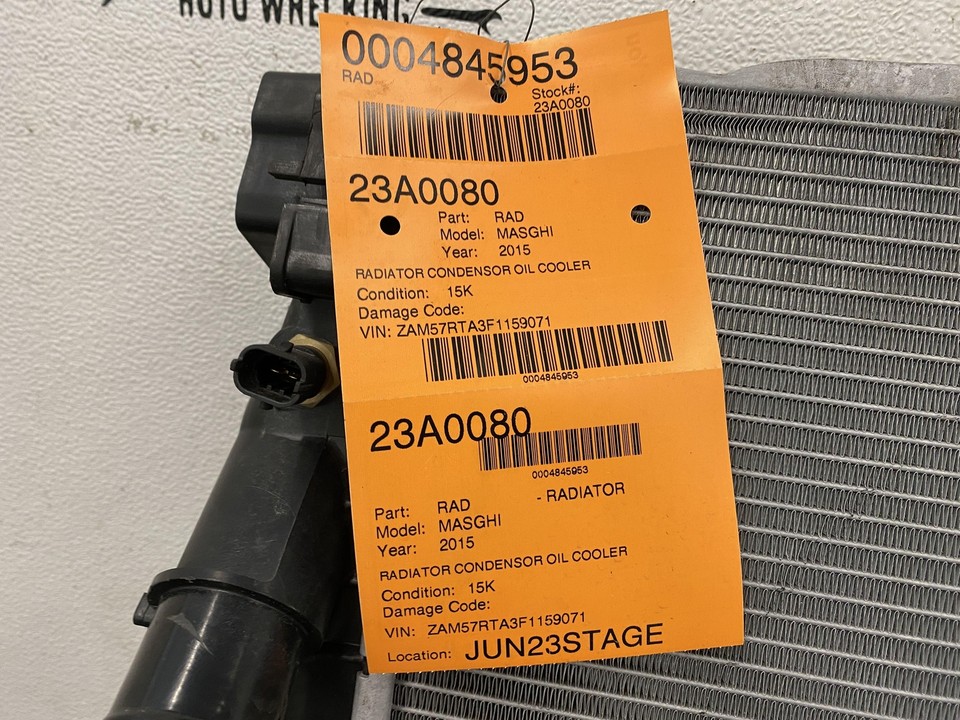 AUTO WRECKING
0004845953
RAD
Stock#:
23A0080
23A0080
Part: RAD
Model: MASGHI
Year: 2015
RADIATOR CONDENSOR OIL COOLER
Condition: 15K
Damage Code:
VIN: ZAM57RTA3F1159071
0004845953
23A0080
0004845953
Part: RAD - RADIATOR
Model: MASGHI
Year: 2015
RADIATOR CONDENSOR OIL COOLER
Condition: 15K
Damage Code:
VIN: ZAM57RTA3F1159071
Location: JUN23STAGE